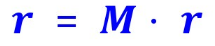 r = M · r